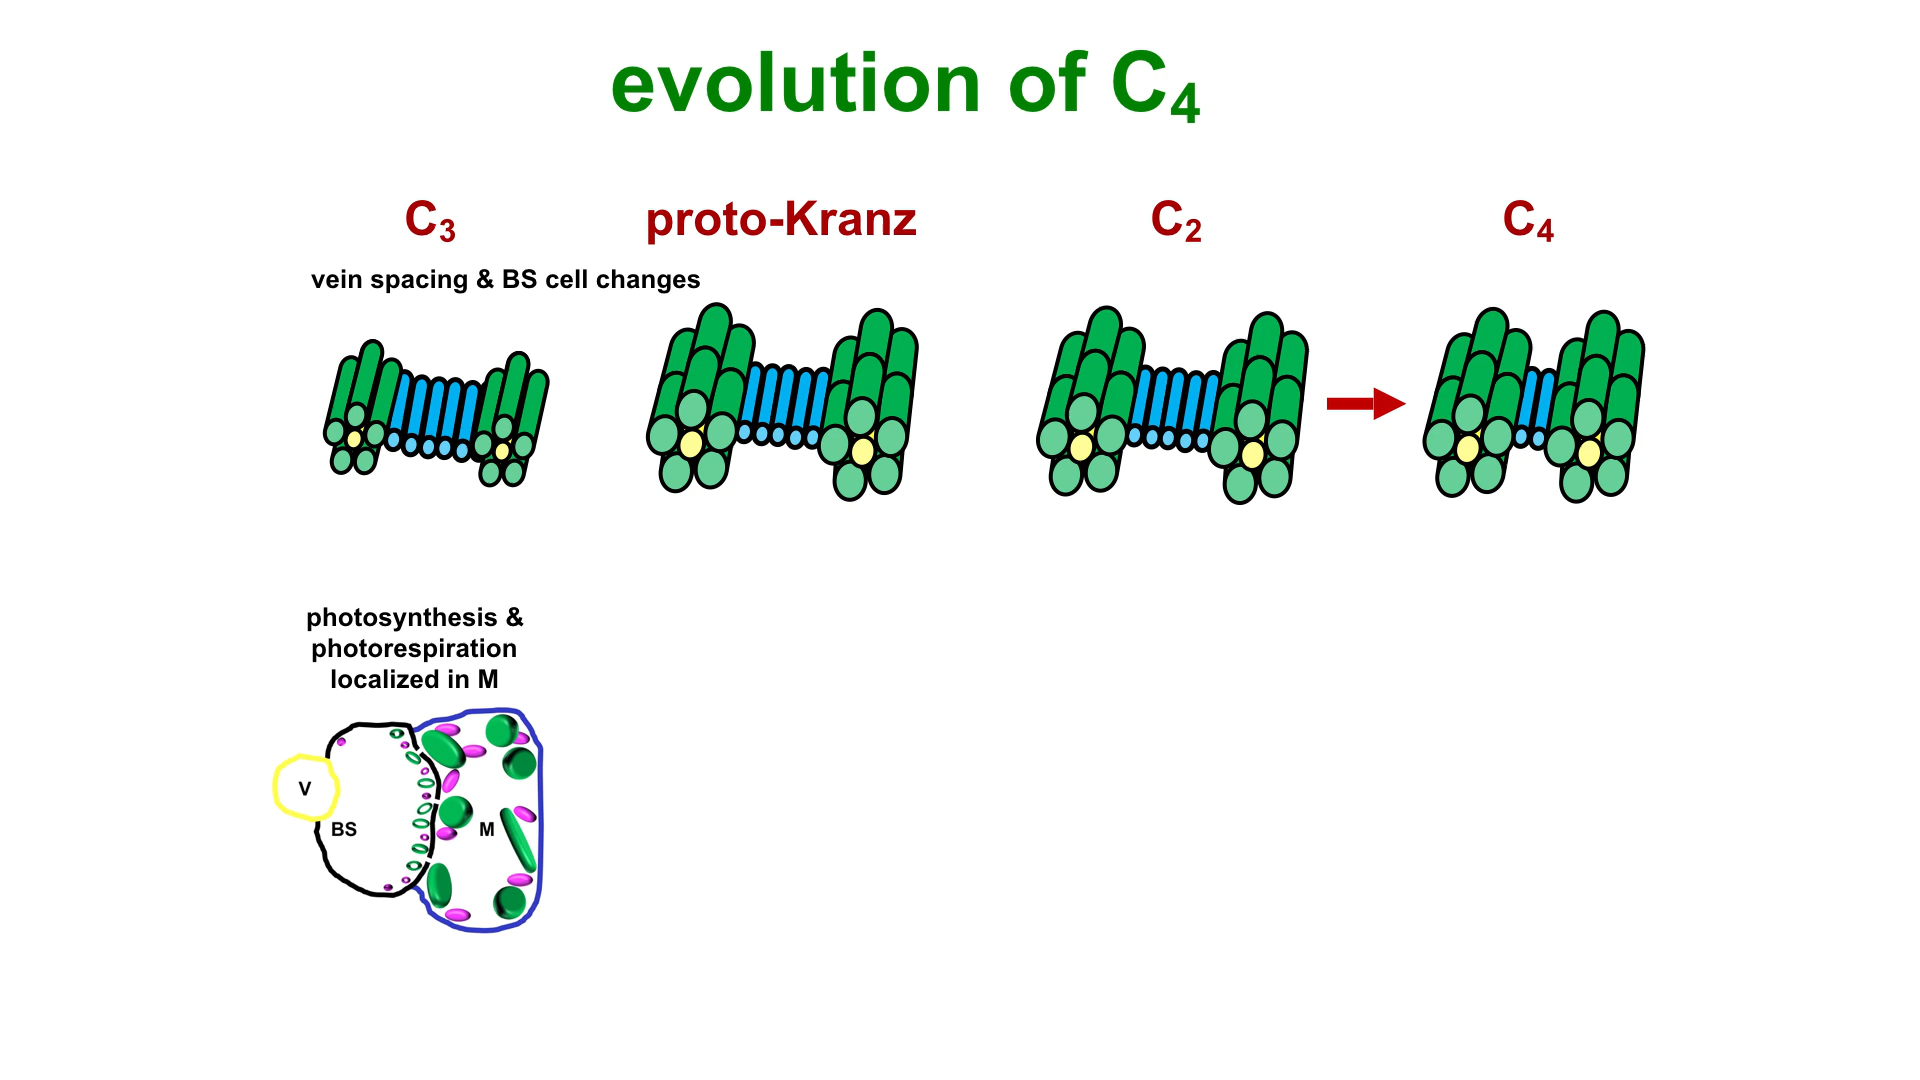 evolution of C₄
C₃ proto-Kranz C₂ C₄
vein spacing & BS cell changes
photosynthesis &
photorespiration
localized in M
V
BS M